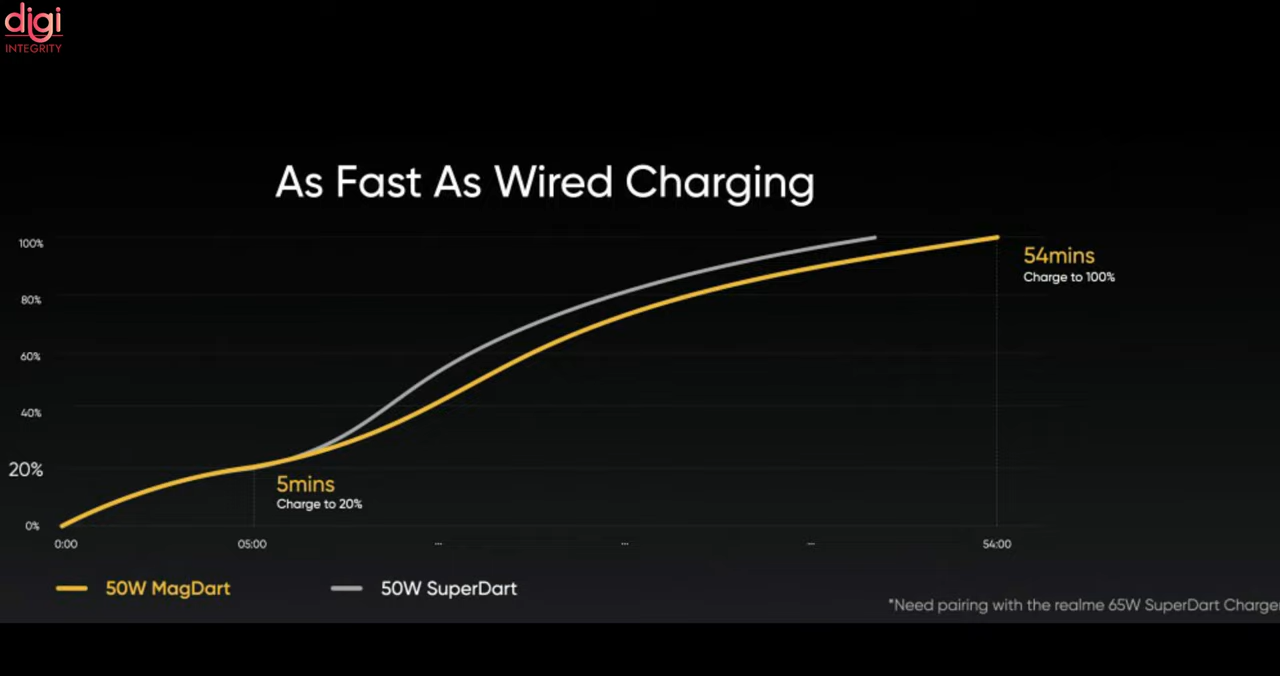 digi
INTEGRITY
As Fast As Wired Charging
100%
80%
60%
40%
20%
0%
54mins
Charge to 100%
5mins
Charge to 20%
0:00 05:00 ... ... ... 54:00
50W MagDart 50W SuperDart
*Need pairing with the realme 65W SuperDart Charge